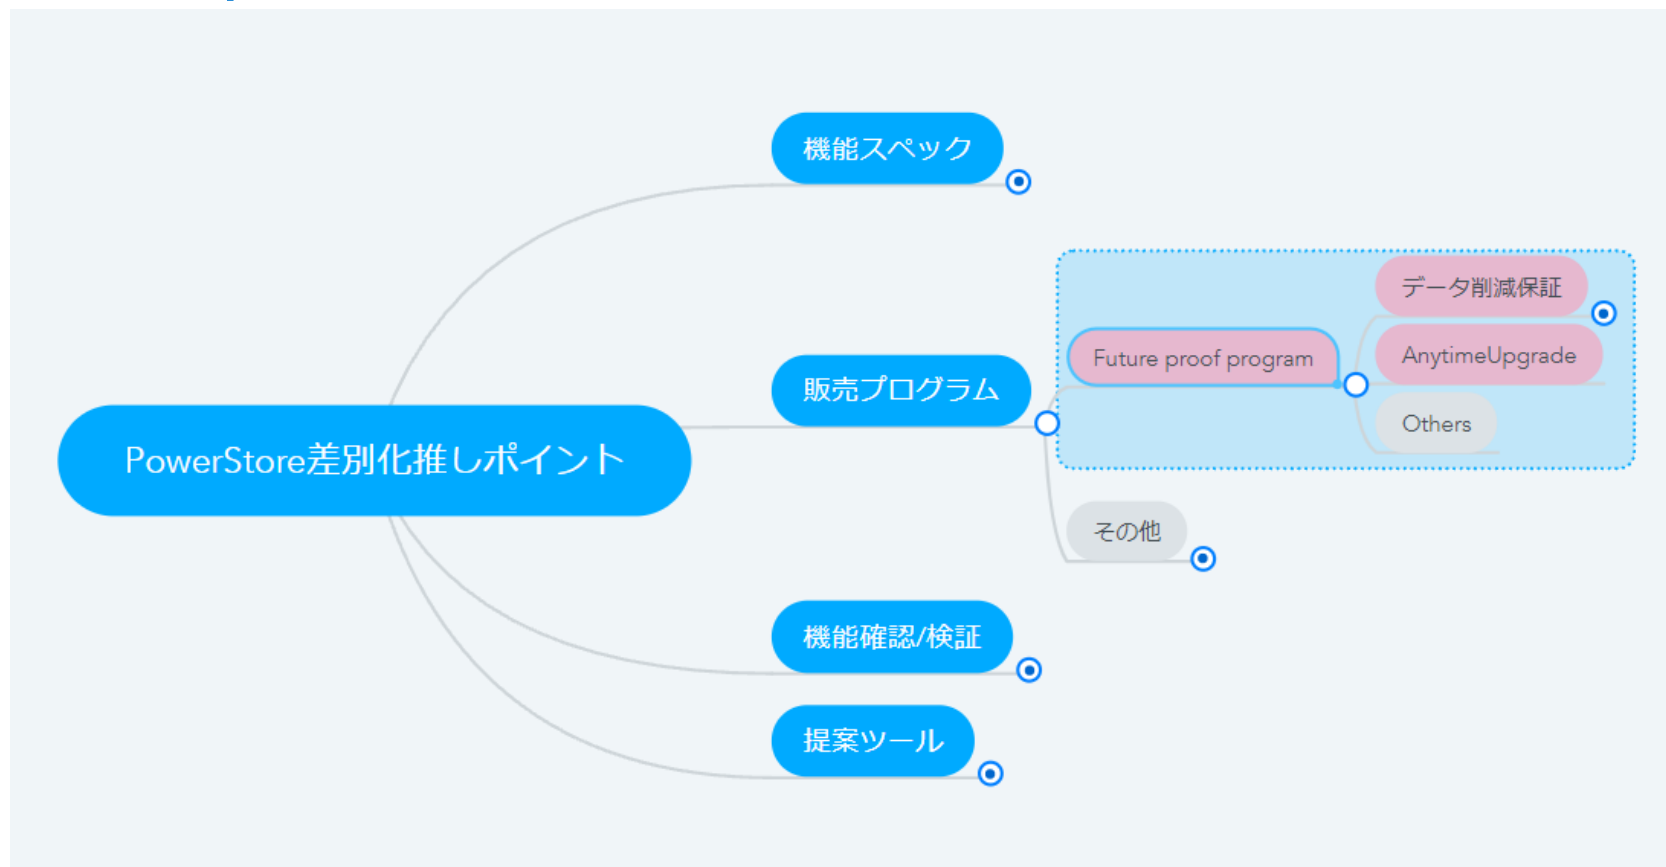 機能スペック
データ削減保証
Future proof program
AnytimeUpgrade
販売プログラム
Others
PowerStore差別化推しポイント
その他
機能確認/検証
提案ツール